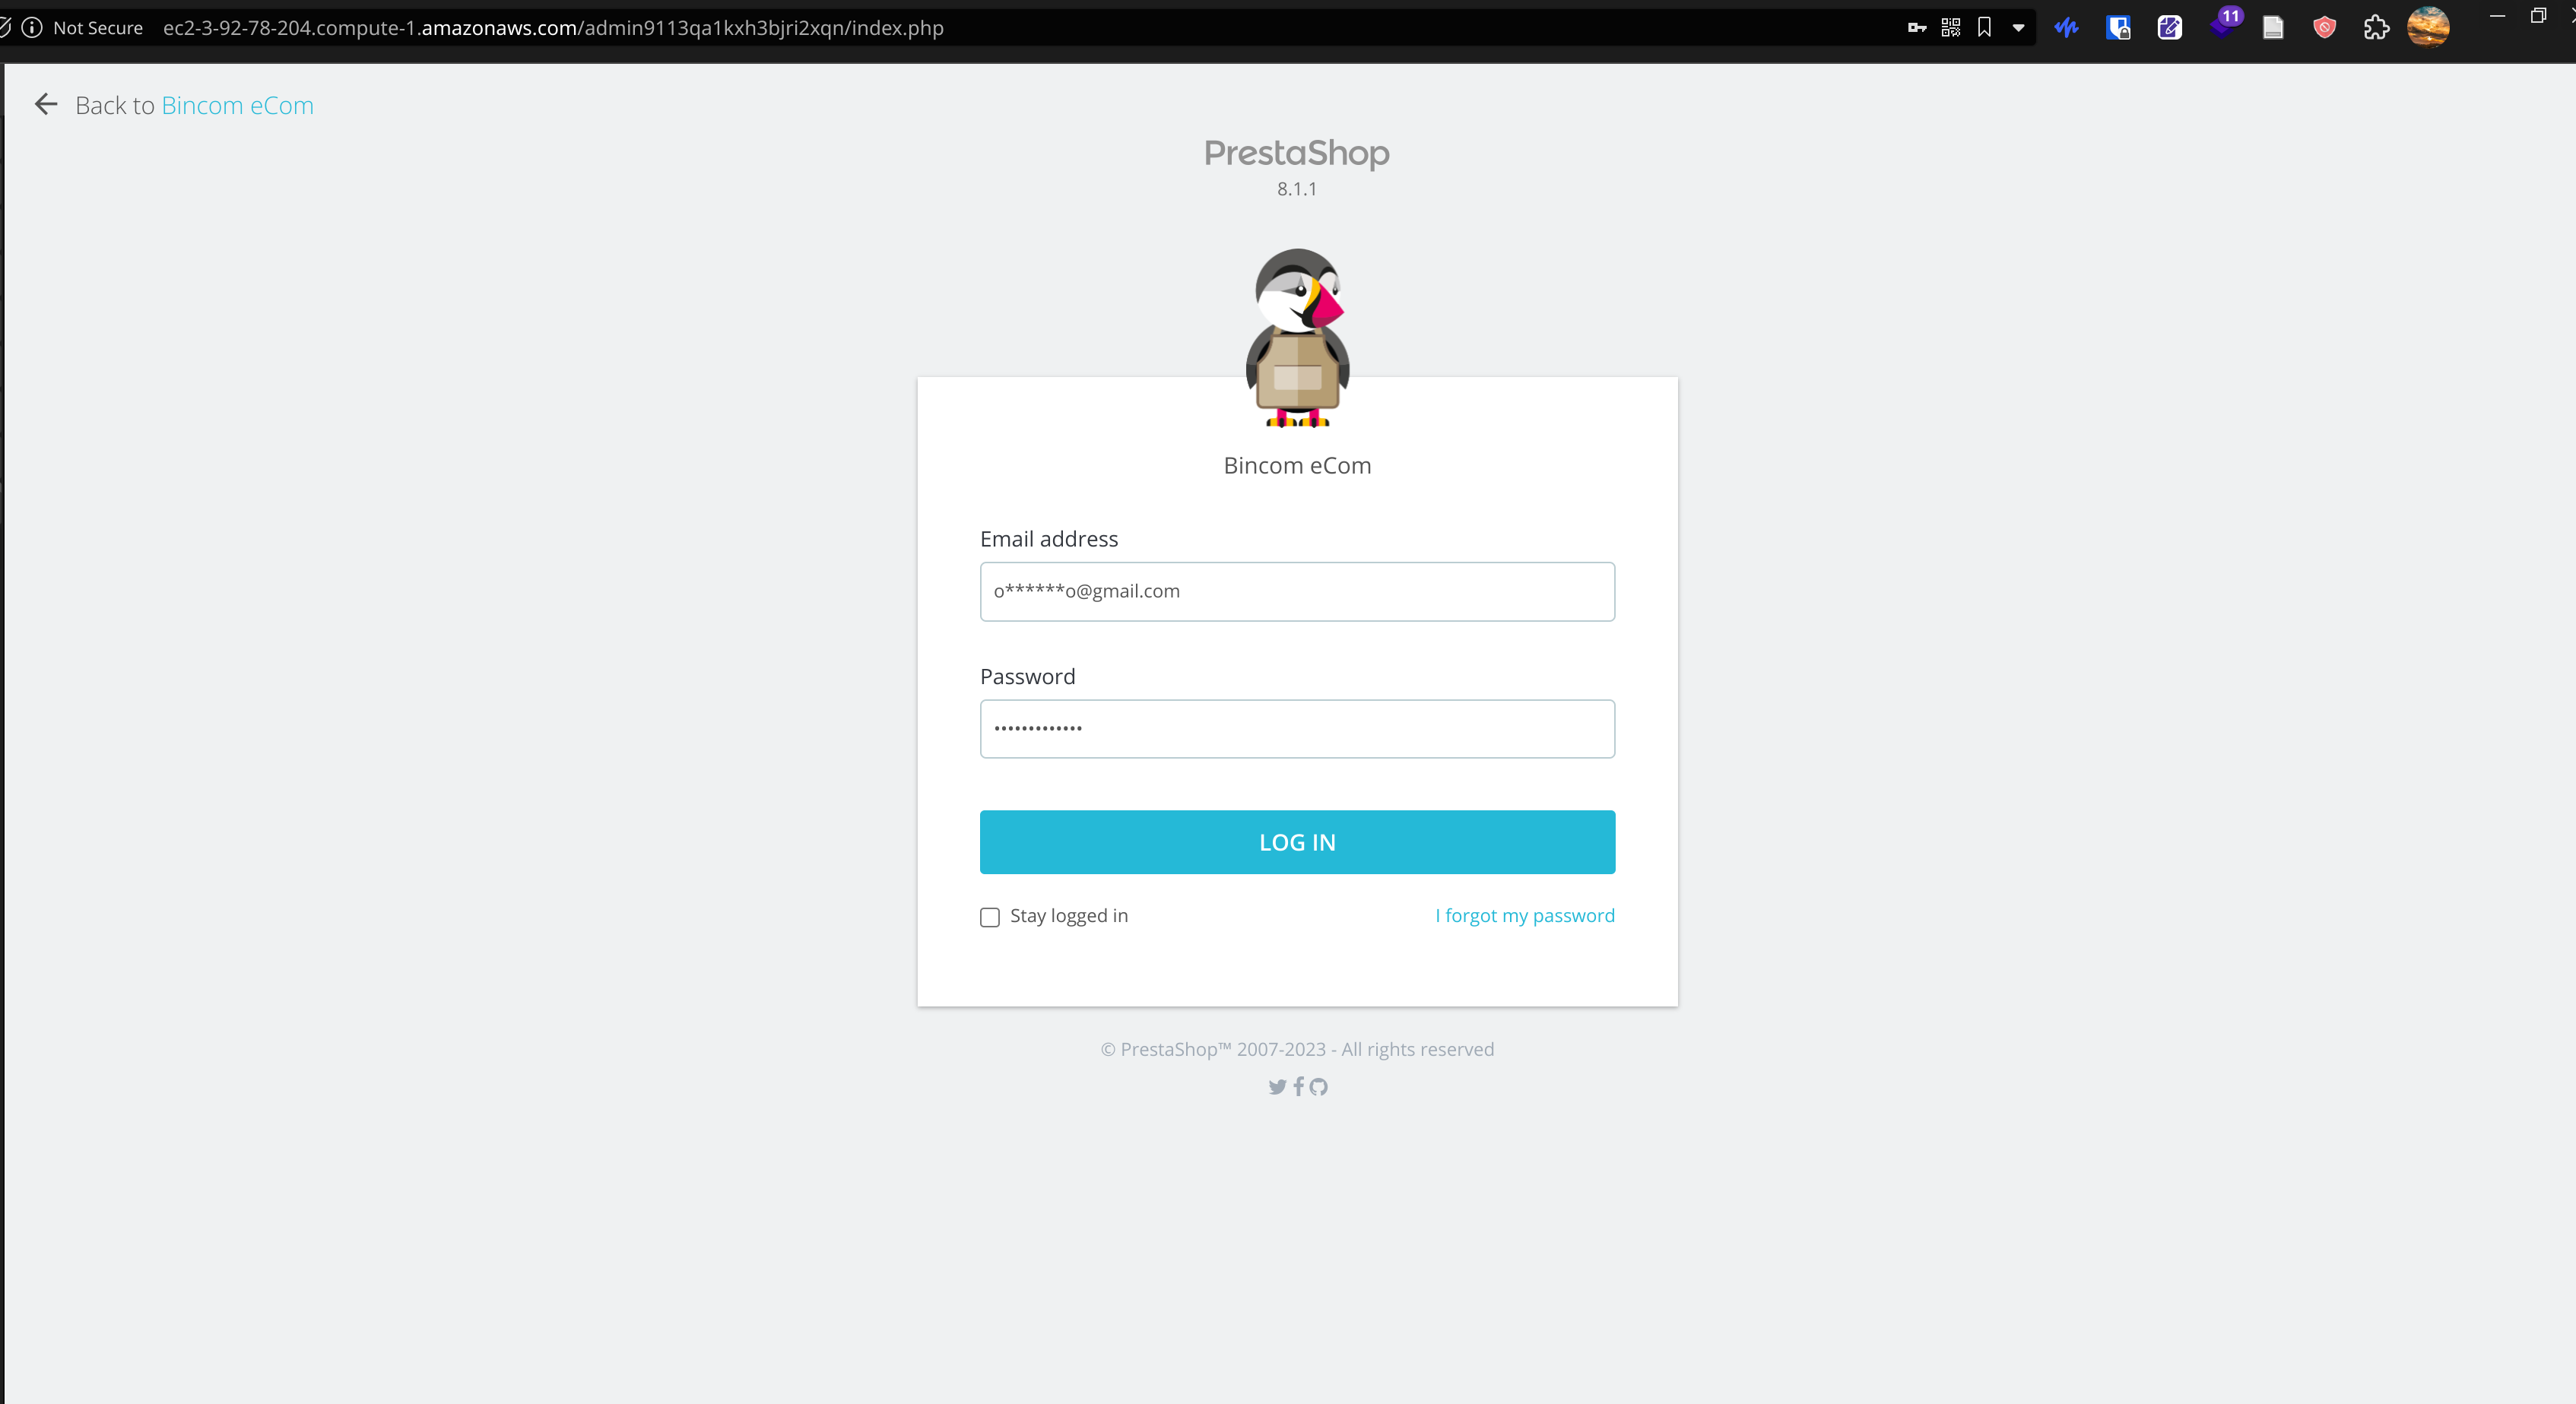 Not Secure ec2-3-92-78-204.compute-1.amazonaws.com/admin9113qa1kxh3bjri2xqn/index.php 11
Back to Bincom eCom
PrestaShop
8.1.1
Bincom eCom
Email address
o******o@gmail.com
Password
•••••••••••••
LOG IN
Stay logged in I forgot my password
© PrestaShop™ 2007-2023 - All rights reserved